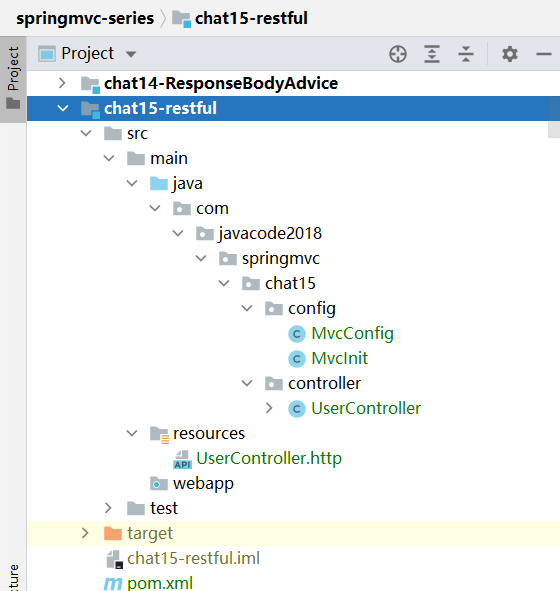 springmvc-series
chat15-restful
Project
Project
chat14-ResponseBodyAdvice
chat15-restful
src
main
java
com
javacode2018
springmvc
chat15
config
MvcConfig
MvcInit
controller
UserController
resources
API
UserController.http
webapp
test
target
chat15-restful.iml
pom.xml
cture